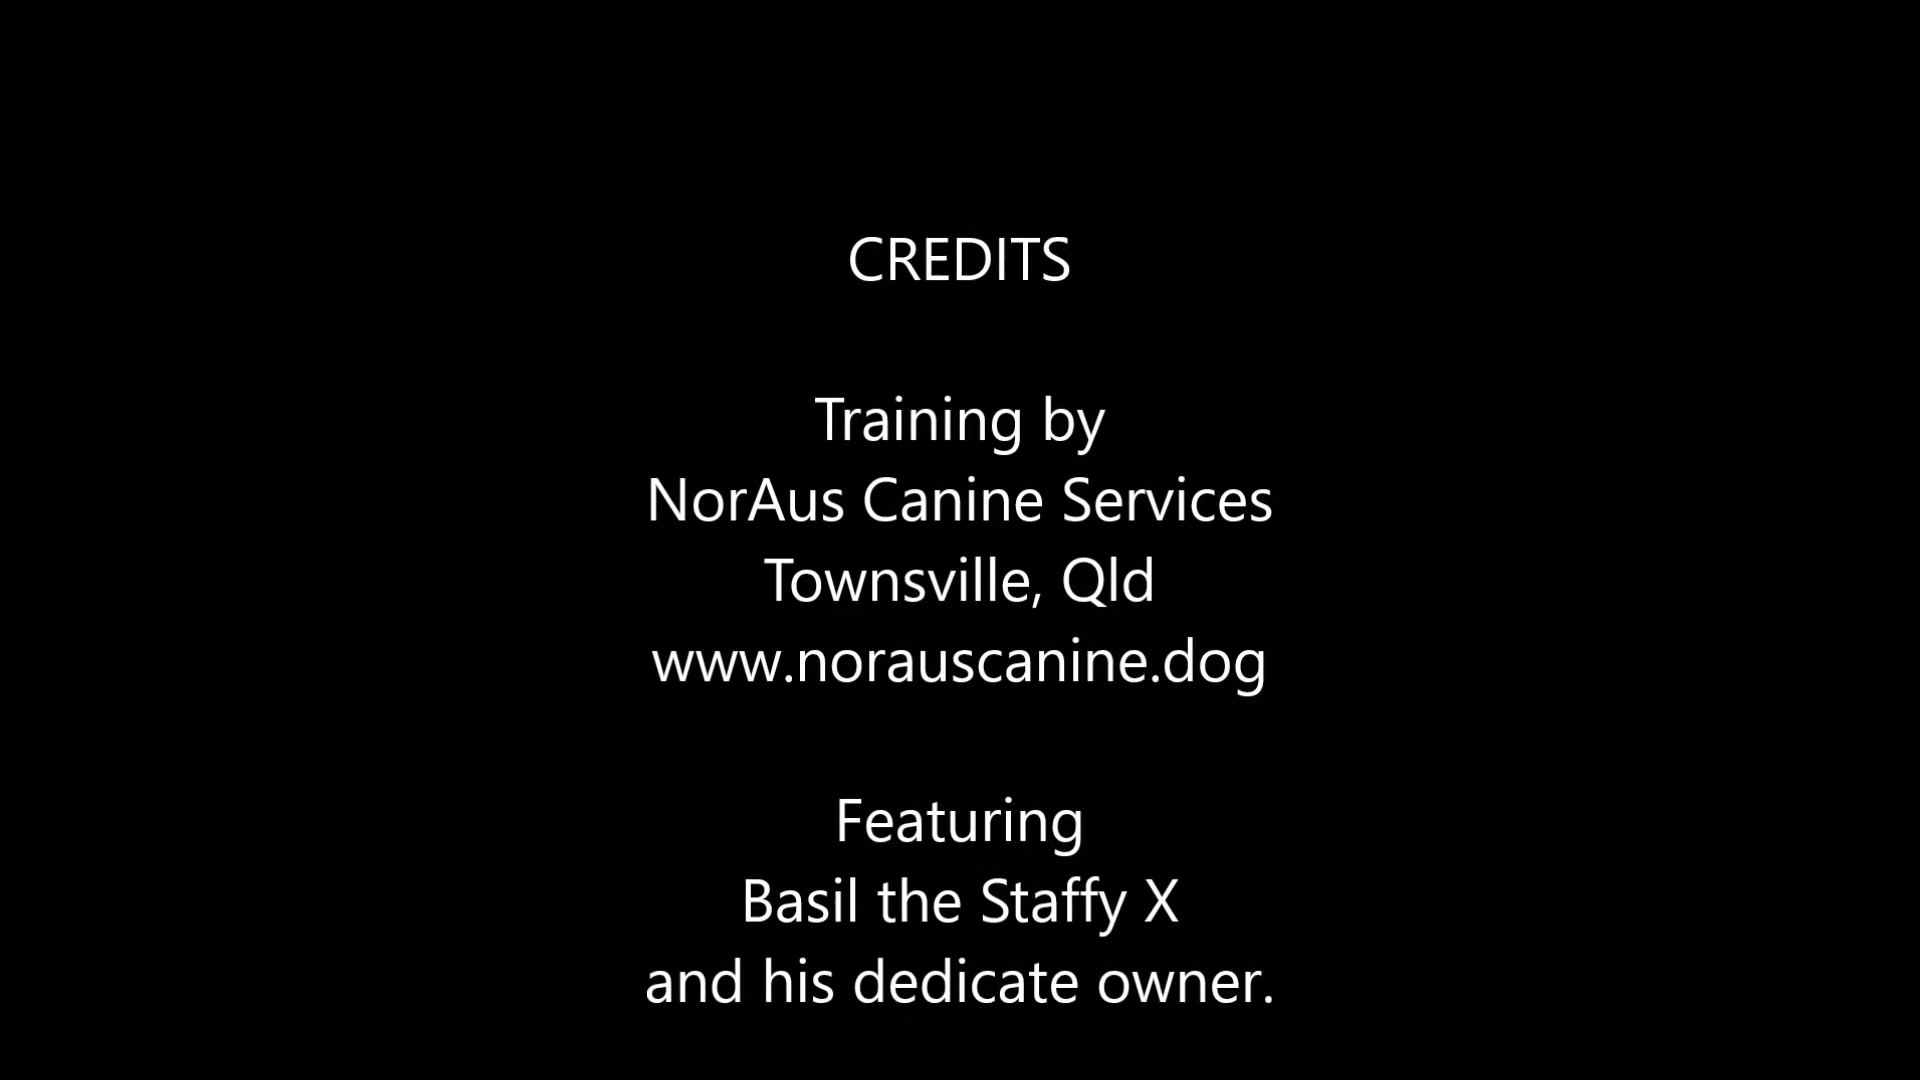 CREDITS
Training by
NorAus Canine Services
Townsville, Qld
www.norauscanine.dog
Featuring
Basil the Staffy X
and his dedicate owner.